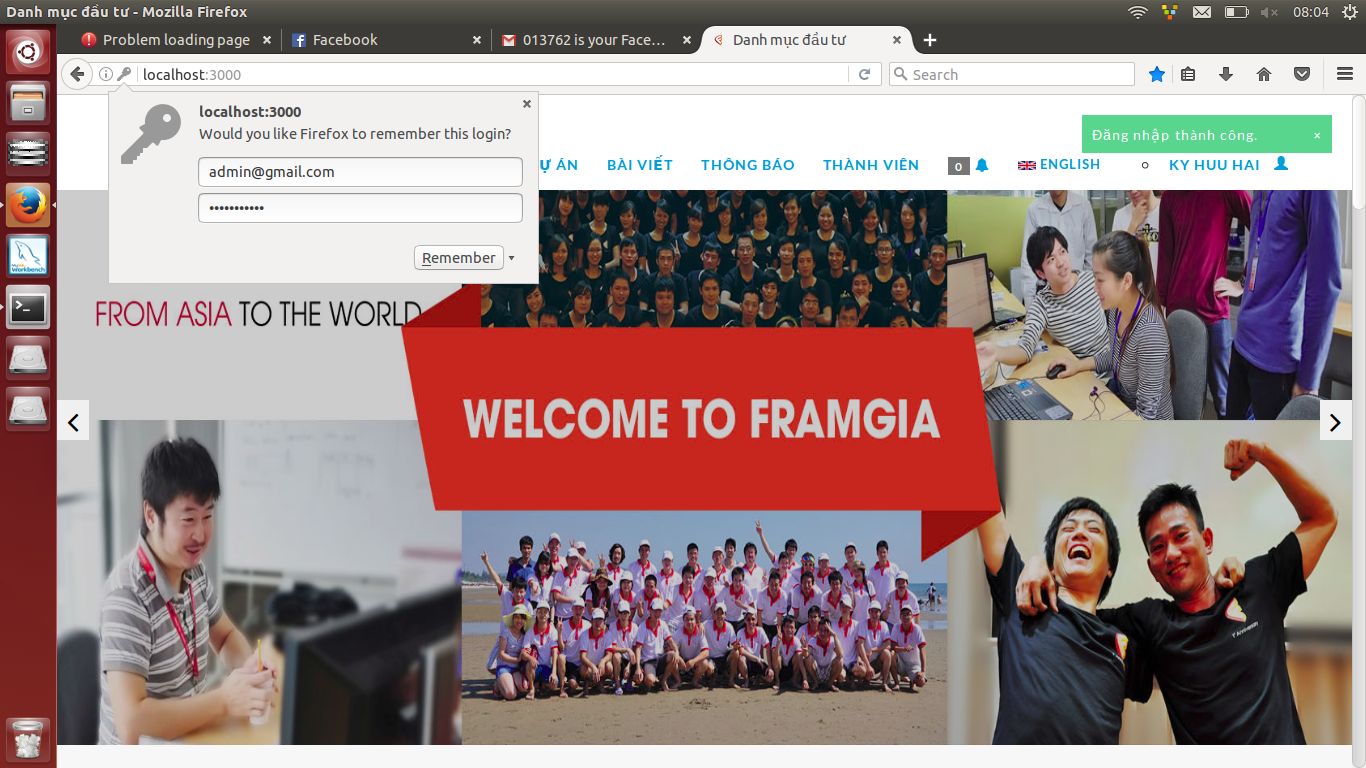 Danh mục đầu tư - Mozilla Firefox
08:04
Problem loading page
Facebook
013762 is your Face...
Danh mục đầu tư
localhost:3000
Search
localhost:3000
Would you like Firefox to remember this login?
admin@gmail.com
•••••••••••
Remember
Đăng nhập thành công. ×
Ự ÁN BÀI VIẾT THÔNG BÁO THÀNH VIÊN 0 ENGLISH KY HUU HAI
FROM ASIA TO THE WORLD
WELCOME TO FRAMGIA